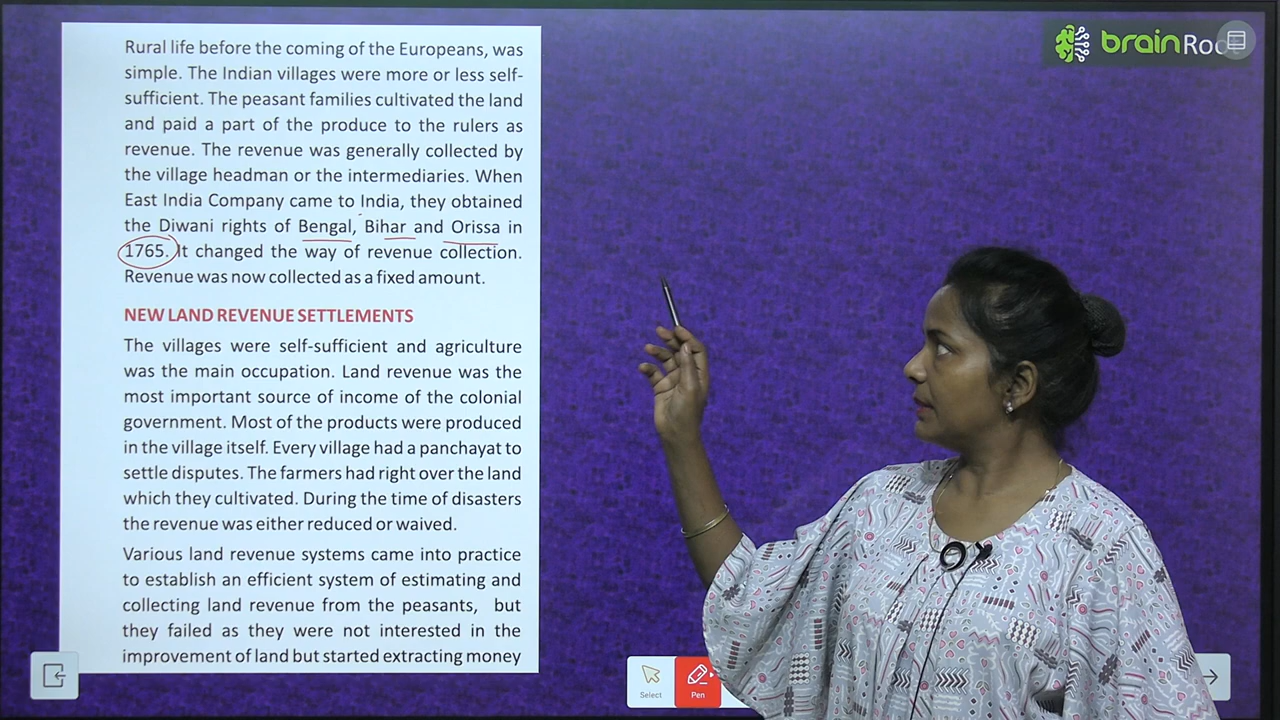 Rural life before the coming of the Europeans, was
simple. The Indian villages were more or less self-
sufficient. The peasant families cultivated the land
and paid a part of the produce to the rulers as
revenue. The revenue was generally collected by
the village headman or the intermediaries. When
East India Company came to India, they obtained
the Diwani rights of Bengal, Bihar and Orissa in
1765. It changed the way of revenue collection.
Revenue was now collected as a fixed amount.
NEW LAND REVENUE SETTLEMENTS
The villages were self-sufficient and agriculture
was the main occupation. Land revenue was the
most important source of income of the colonial
government. Most of the products were produced
in the village itself. Every village had a panchayat to
settle disputes. The farmers had right over the land
which they cultivated. During the time of disasters
the revenue was either reduced or waived.
Various land revenue systems came into practice
to establish an efficient system of estimating and
collecting land revenue from the peasants, but
they failed as they were not interested in the
improvement of land but started extracting money
brain
Select
Pen